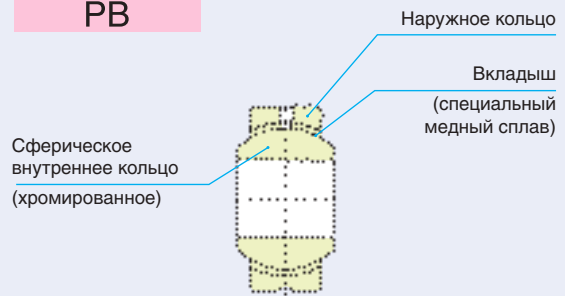 PB
Наружное кольцо
Вкладыш
(специальный
медный сплав)
Сферическое
внутреннее кольцо
(хромированное)